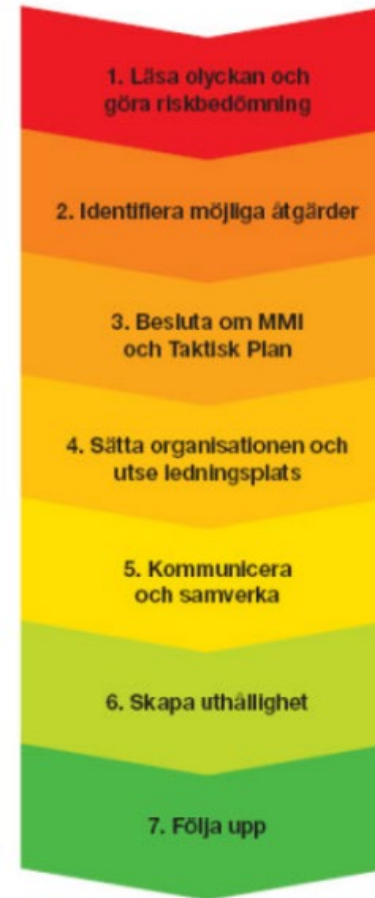 1. Läsa olyckan och
göra riskbedömning
2. Identifiera möjliga åtgärder
3. Besluta om MMI
och Taktisk Plan
4. Sätta organisationen och
utse ledningsplats
5. Kommunicera
och samverka
6. Skapa uthållighet
7. Följa upp